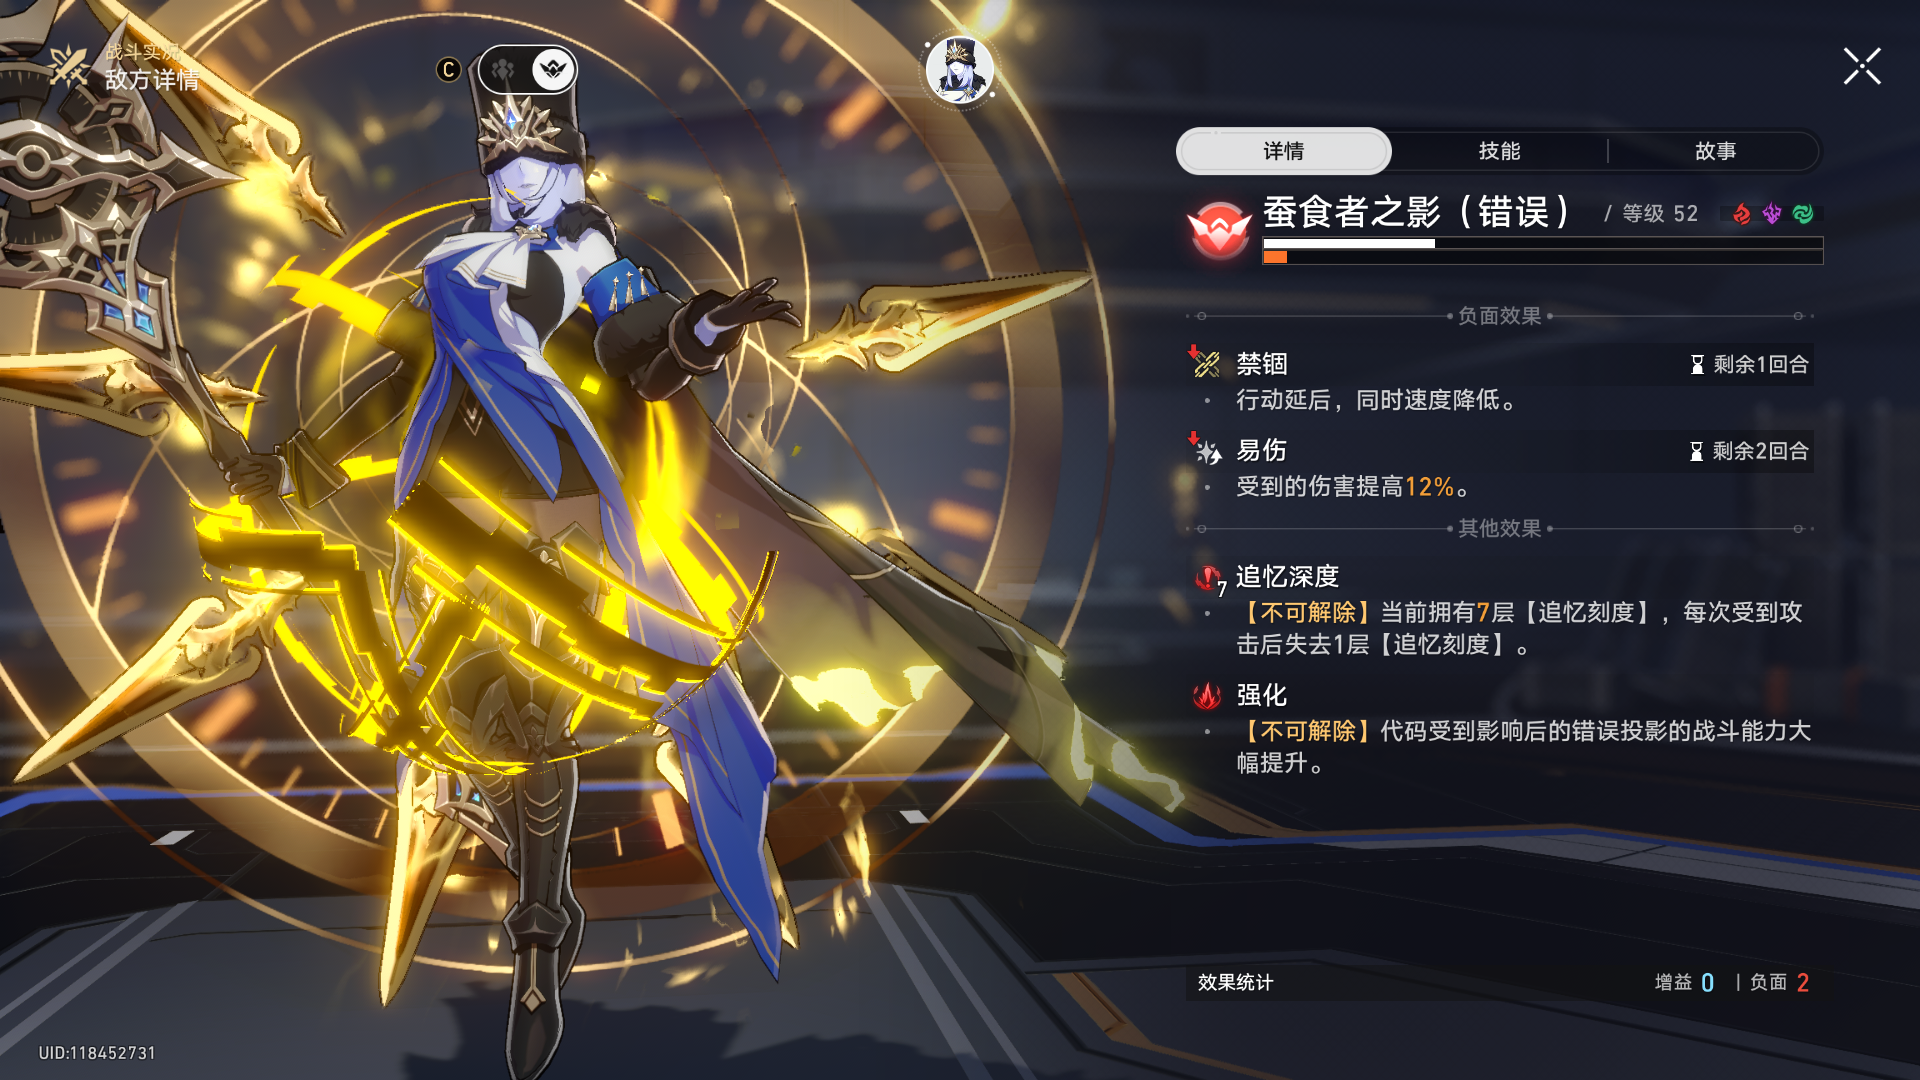 战斗实况
敌方详情
C
详情
技能
故事
蚕食者之影（错误）
/ 等级 52
负面效果
禁锢
剩余1回合
行动延后，同时速度降低。
易伤
剩余2回合
受到的伤害提高12%。
其他效果
7
追忆深度
【不可解除】当前拥有7层【追忆刻度】，每次受到攻
击后失去1层【追忆刻度】。
强化
【不可解除】代码受到影响后的错误投影的战斗能力大
幅提升。
效果统计
增益 0 | 负面 2
UID:118452731